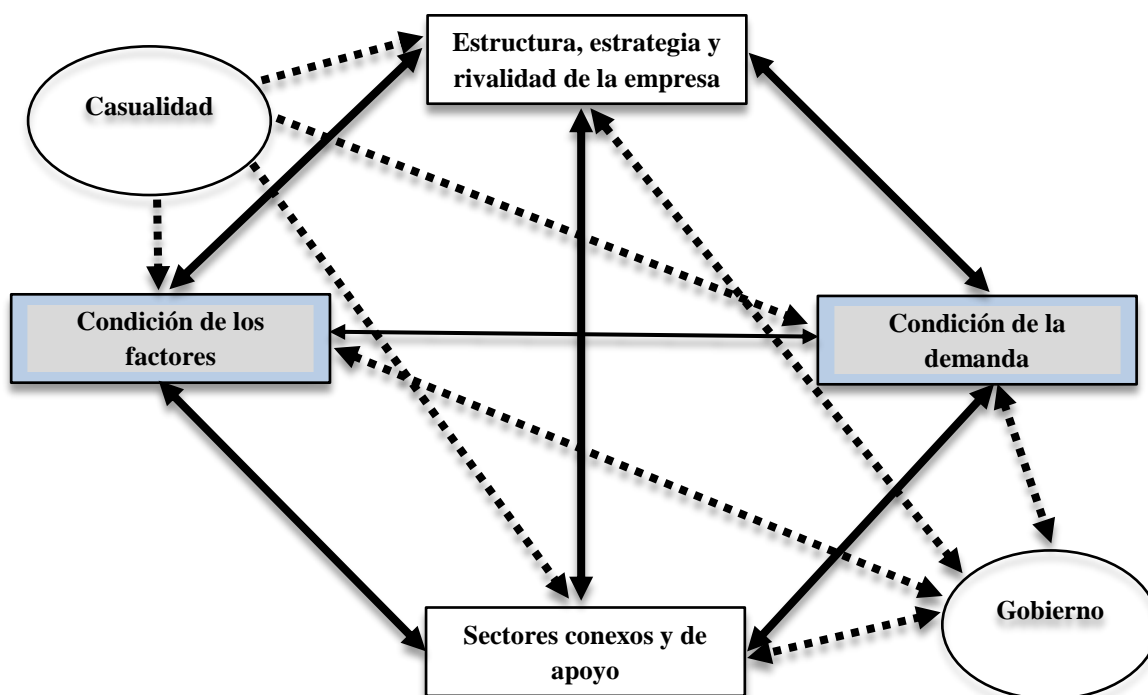 Estructura, estrategia y
rivalidad de la empresa
Casualidad
Condición de los
factores
Condición de la
demanda
Gobierno
Sectores conexos y de
apoyo